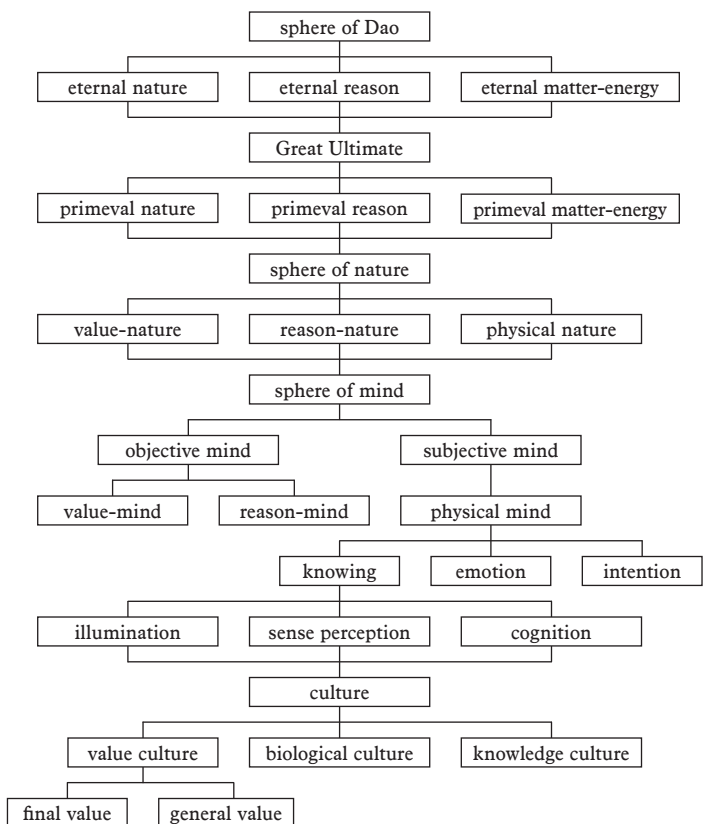 sphere of Dao
eternal nature
eternal reason
eternal matter-energy
Great Ultimate
primeval nature
primeval reason
primeval matter-energy
sphere of nature
value-nature
reason-nature
physical nature
sphere of mind
objective mind
subjective mind
value-mind
reason-mind
physical mind
knowing
emotion
intention
illumination
sense perception
cognition
culture
value culture
biological culture
knowledge culture
final value
general value